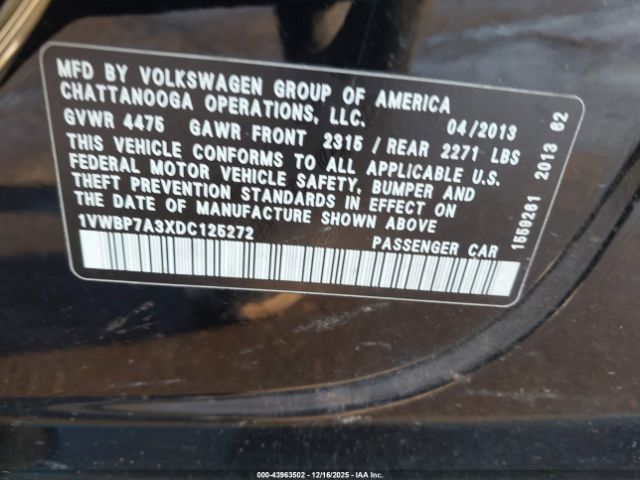 MFD BY VOLKSWAGEN GROUP OF AMERICA
CHATTANOOGA OPERATIONS, LLC.
04/2013
GVWR 4475 GAWR FRONT 2315 / REAR 2271 LBS
THIS VEHICLE CONFORMS TO ALL APPLICABLE U.S.
FEDERAL MOTOR VEHICLE SAFETY, BUMPER AND
THEFT PREVENTION STANDARDS IN EFFECT ON
THE DATE OF MANUFACTURE SHOWN ABOVE
1VWBP7A3XDC125272
PASSENGER CAR
1559201 2013 62
000-43963502 - 12/16/2025 - IAA Inc.